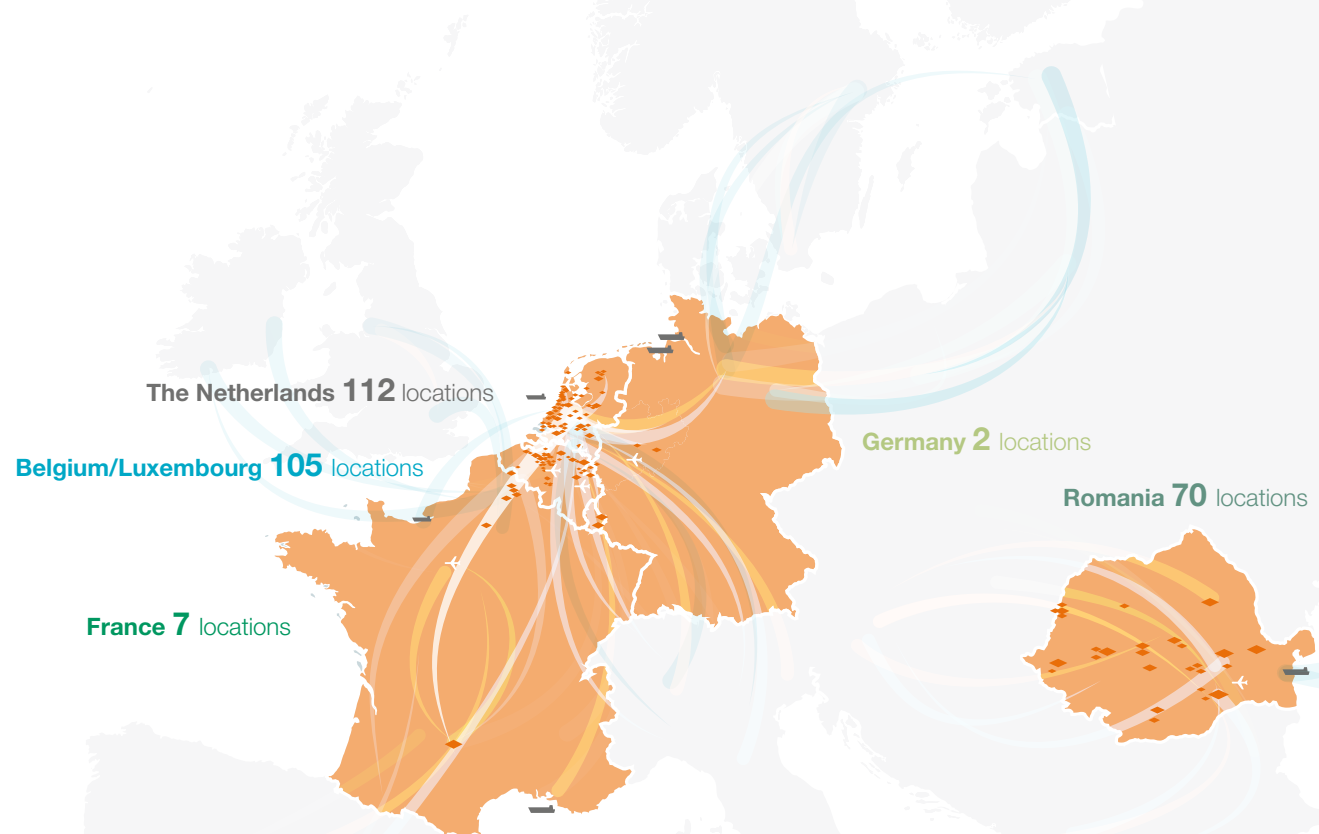 The Netherlands 112 locations
Germany 2 locations
Belgium/Luxembourg 105 locations
Romania 70 locations
France 7 locations